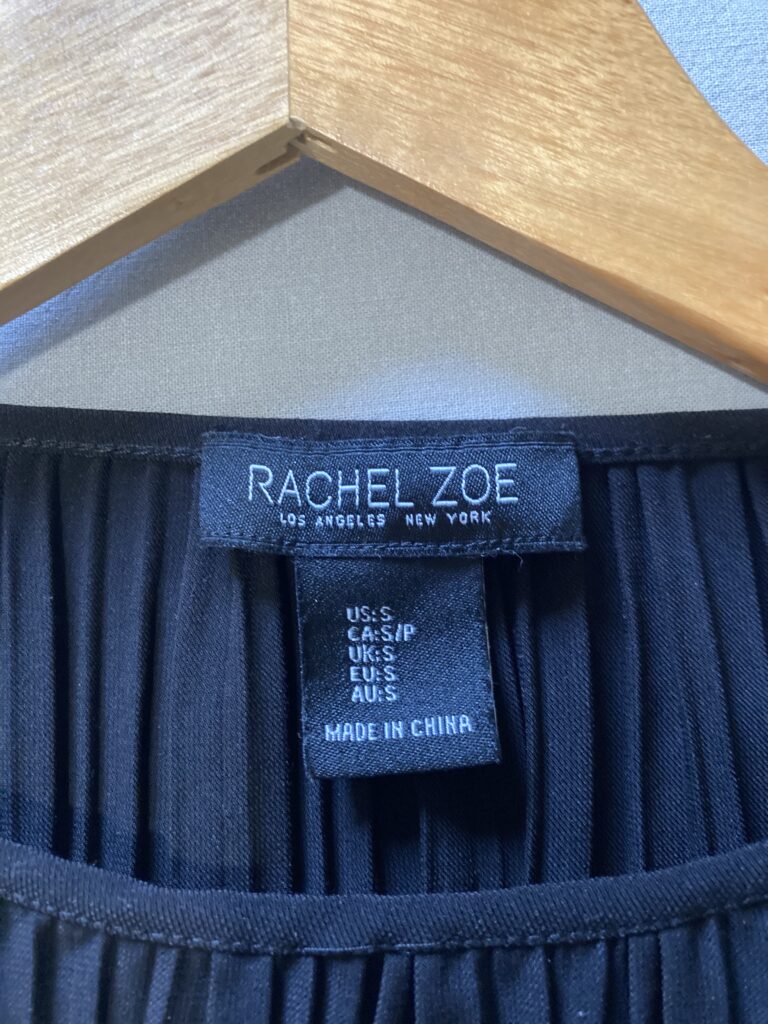 RACHEL ZOE
LOS ANGELES NEW YORK
US:S
CA:S/P
UK:S
EU:S
AU:S
MADE IN CHINA